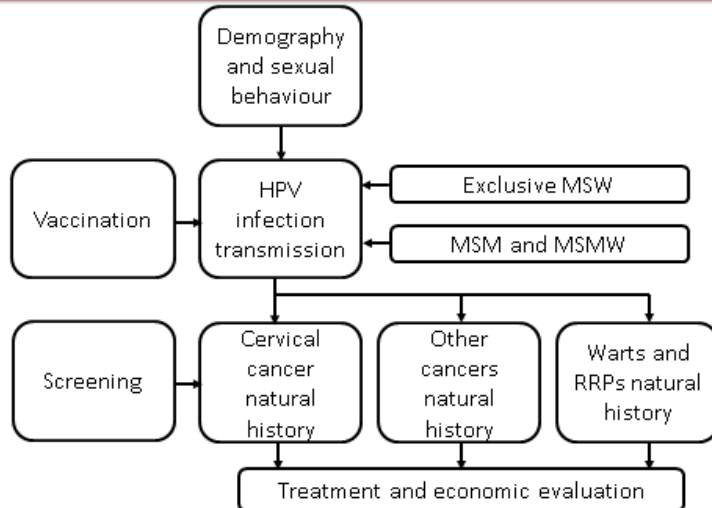 Demography
and sexual
behaviour
Vaccination
HPV
infection
transmission
Exclusive MSW
MSM and MSMW
Screening
Cervical
cancer
natural
history
Other
cancers
natural
history
Warts and
RRPs natural
history
Treatment and economic evaluation